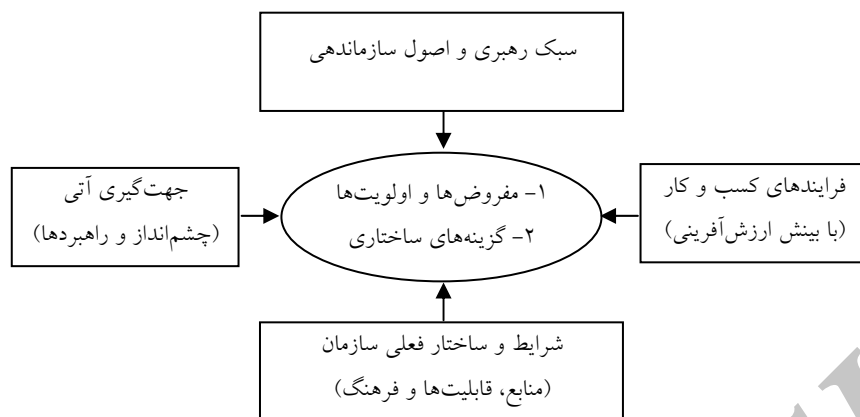 سبک رهبری و اصول سازماندهی
فرایندهای کسب و کار
(با بینش ارزش‌آفرینی)
۱- مفروض‌ها و اولویت‌ها
۲- گزینه‌های ساختاری
جهت‌گیری آتی
(چشم‌انداز و راهبردها)
شرایط و ساختار فعلی سازمان
(منابع، قابلیت‌ها و فرهنگ)